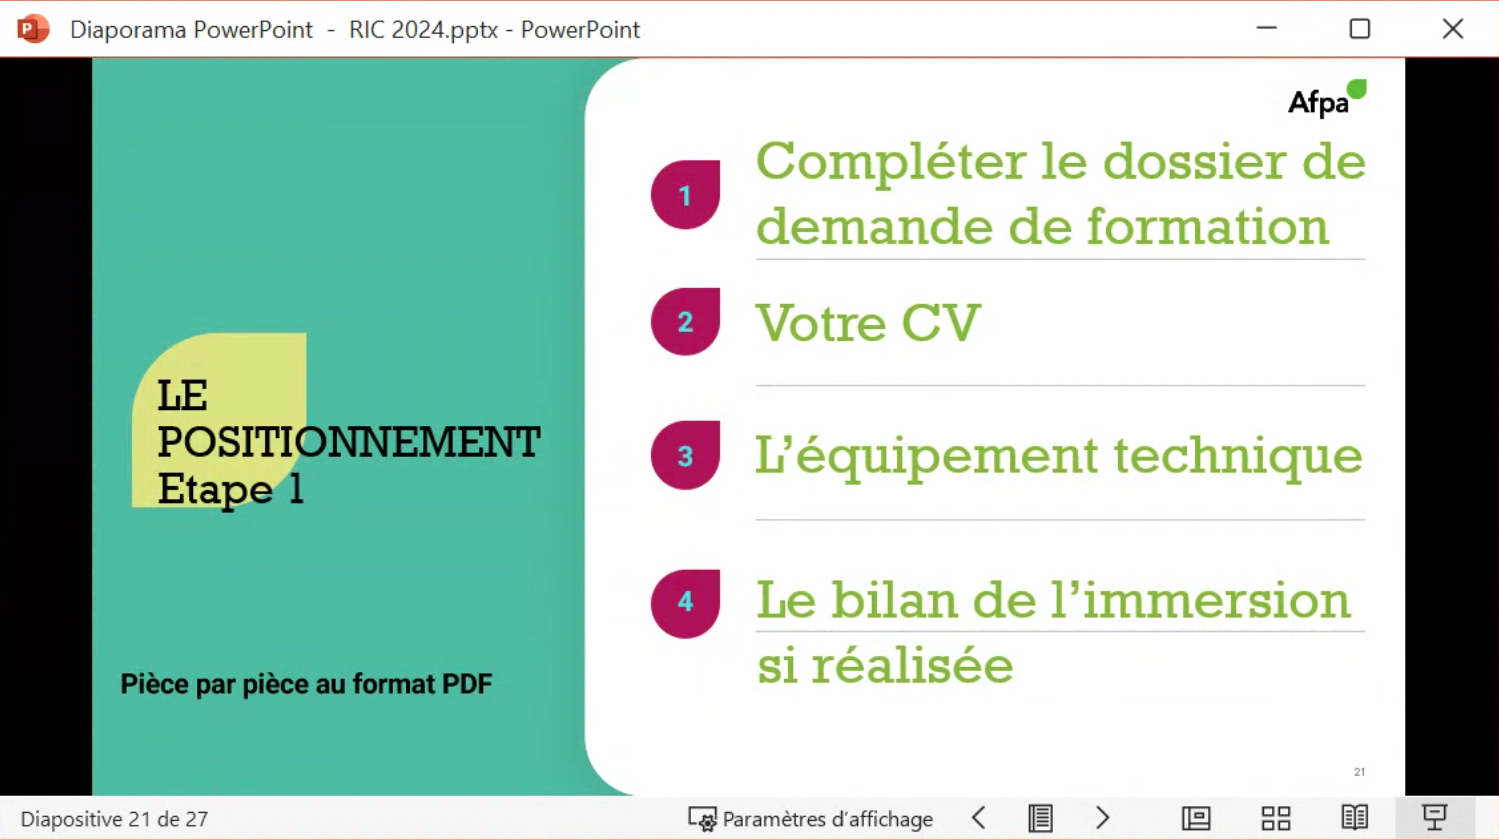 Diaporama PowerPoint - RIC 2024.pptx - PowerPoint
Afpa
LE
POSITIONNEMENT
Etape 1
Pièce par pièce au format PDF
1
Compléter le dossier de
demande de formation
2
Votre CV
3
L’équipement technique
4
Le bilan de l’immersion
si réalisée
21
Diapositive 21 de 27
Paramètres d’affichage